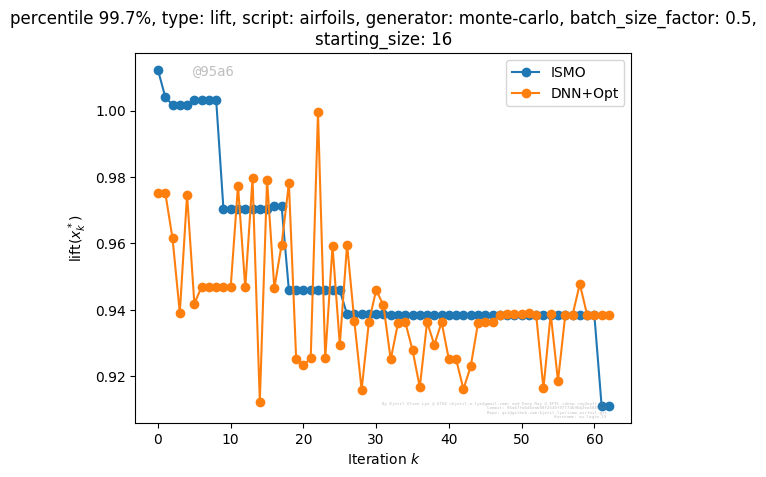 percentile 99.7%, type: lift, script: airfoils, generator: monte-carlo, batch_size_factor: 0.5,
starting_size: 16
@95a6
ISMO
DNN+Opt
lift(x_k^*)
1.00
0.98
0.96
0.94
0.92
0
10
20
30
40
50
60
Iteration k